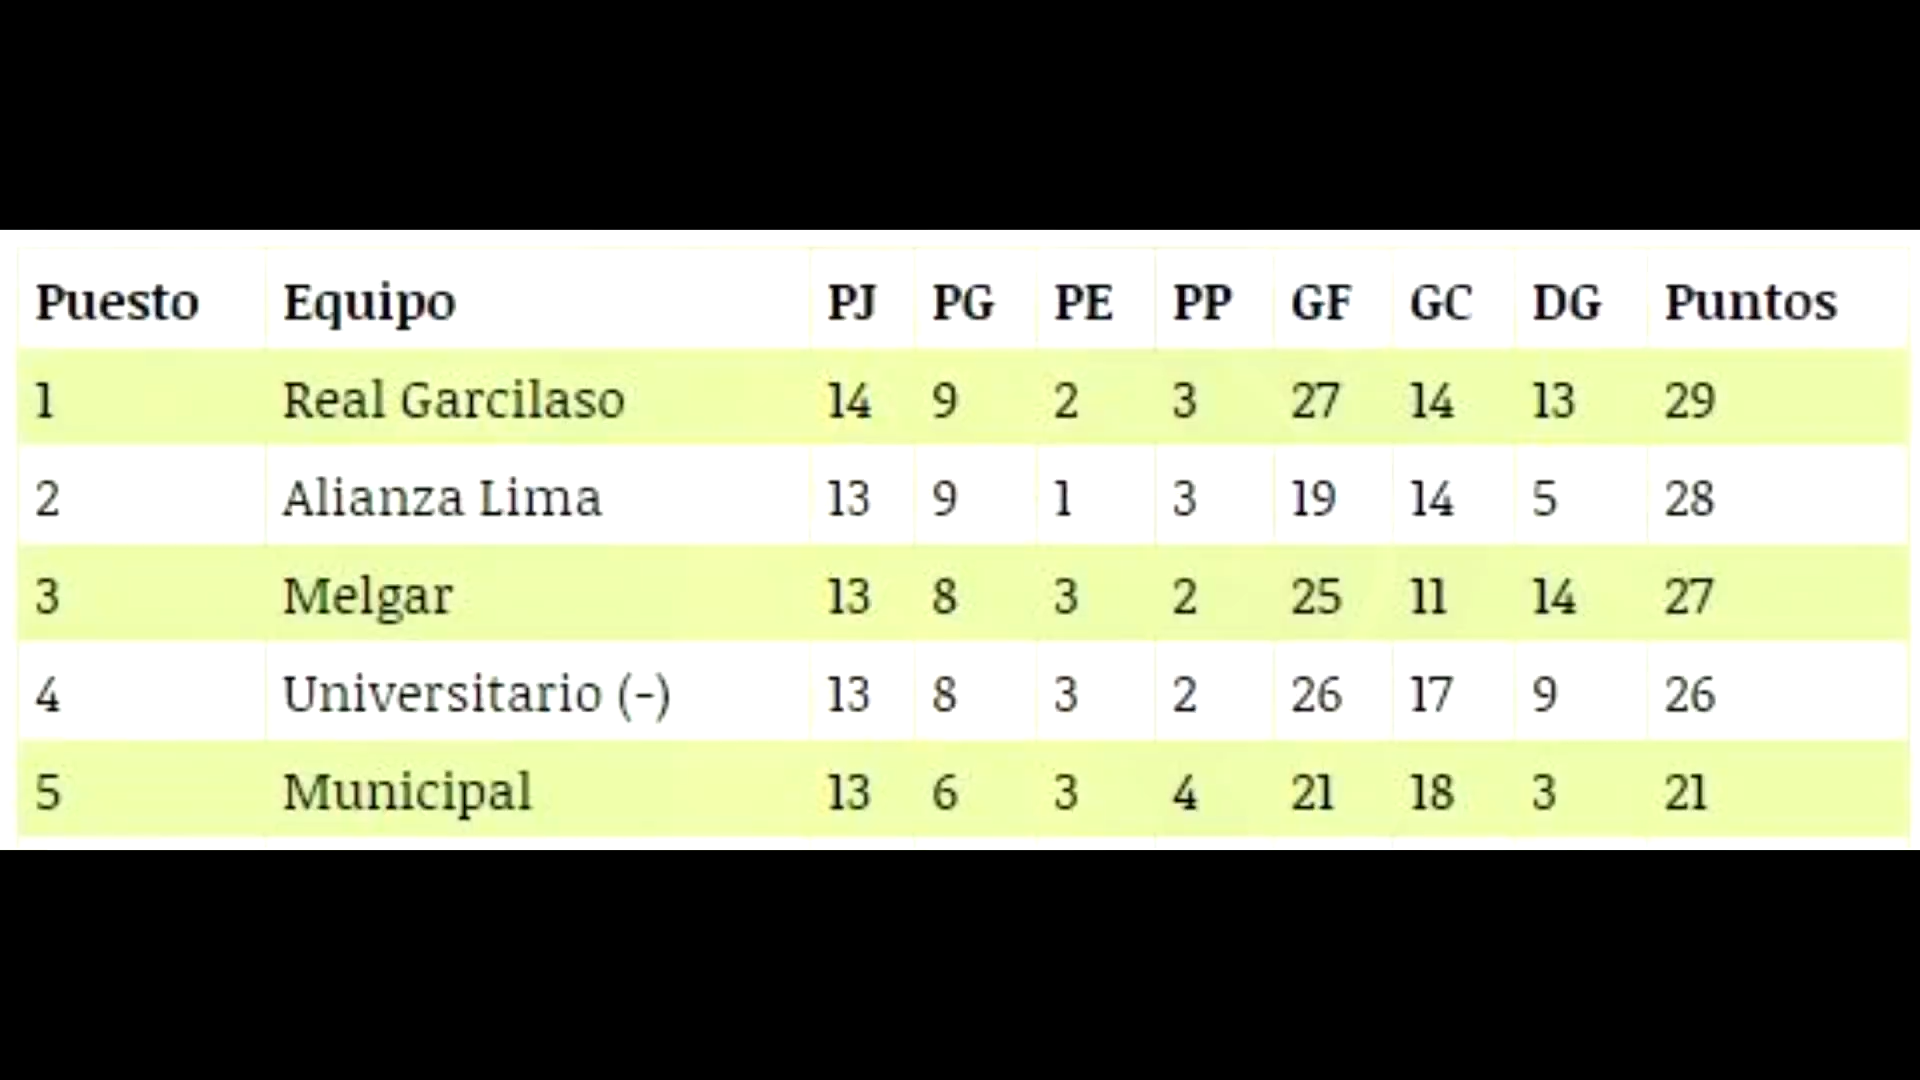 Puesto Equipo PJ PG PE PP GF GC DG Puntos
1 Real Garcilaso 14 9 2 3 27 14 13 29
2 Alianza Lima 13 9 1 3 19 14 5 28
3 Melgar 13 8 3 2 25 11 14 27
4 Universitario (-) 13 8 3 2 26 17 9 26
5 Municipal 13 6 3 4 21 18 3 21